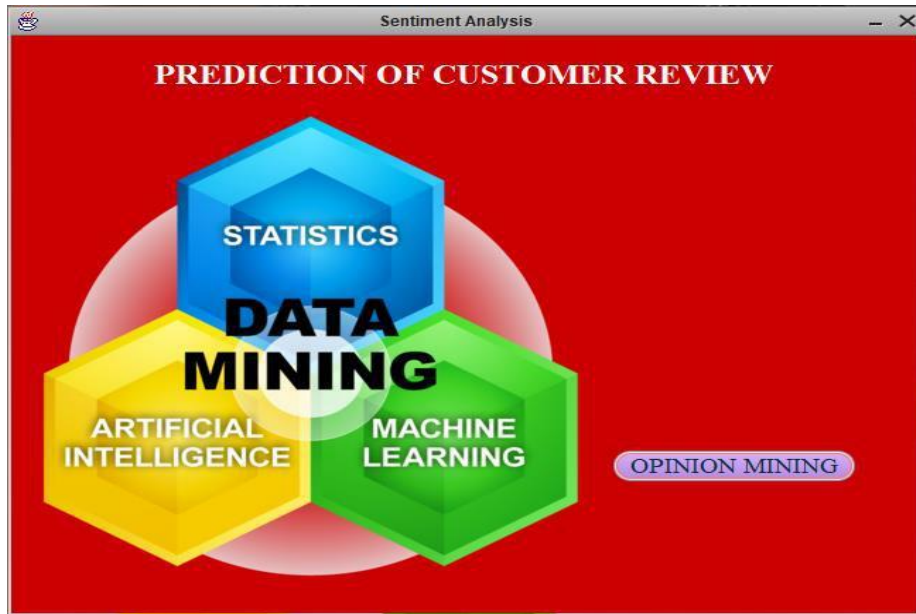 Sentiment Analysis
PREDICTION OF CUSTOMER REVIEW
STATISTICS
DATA
MINING
ARTIFICIAL
INTELLIGENCE
MACHINE
LEARNING
OPINION MINING